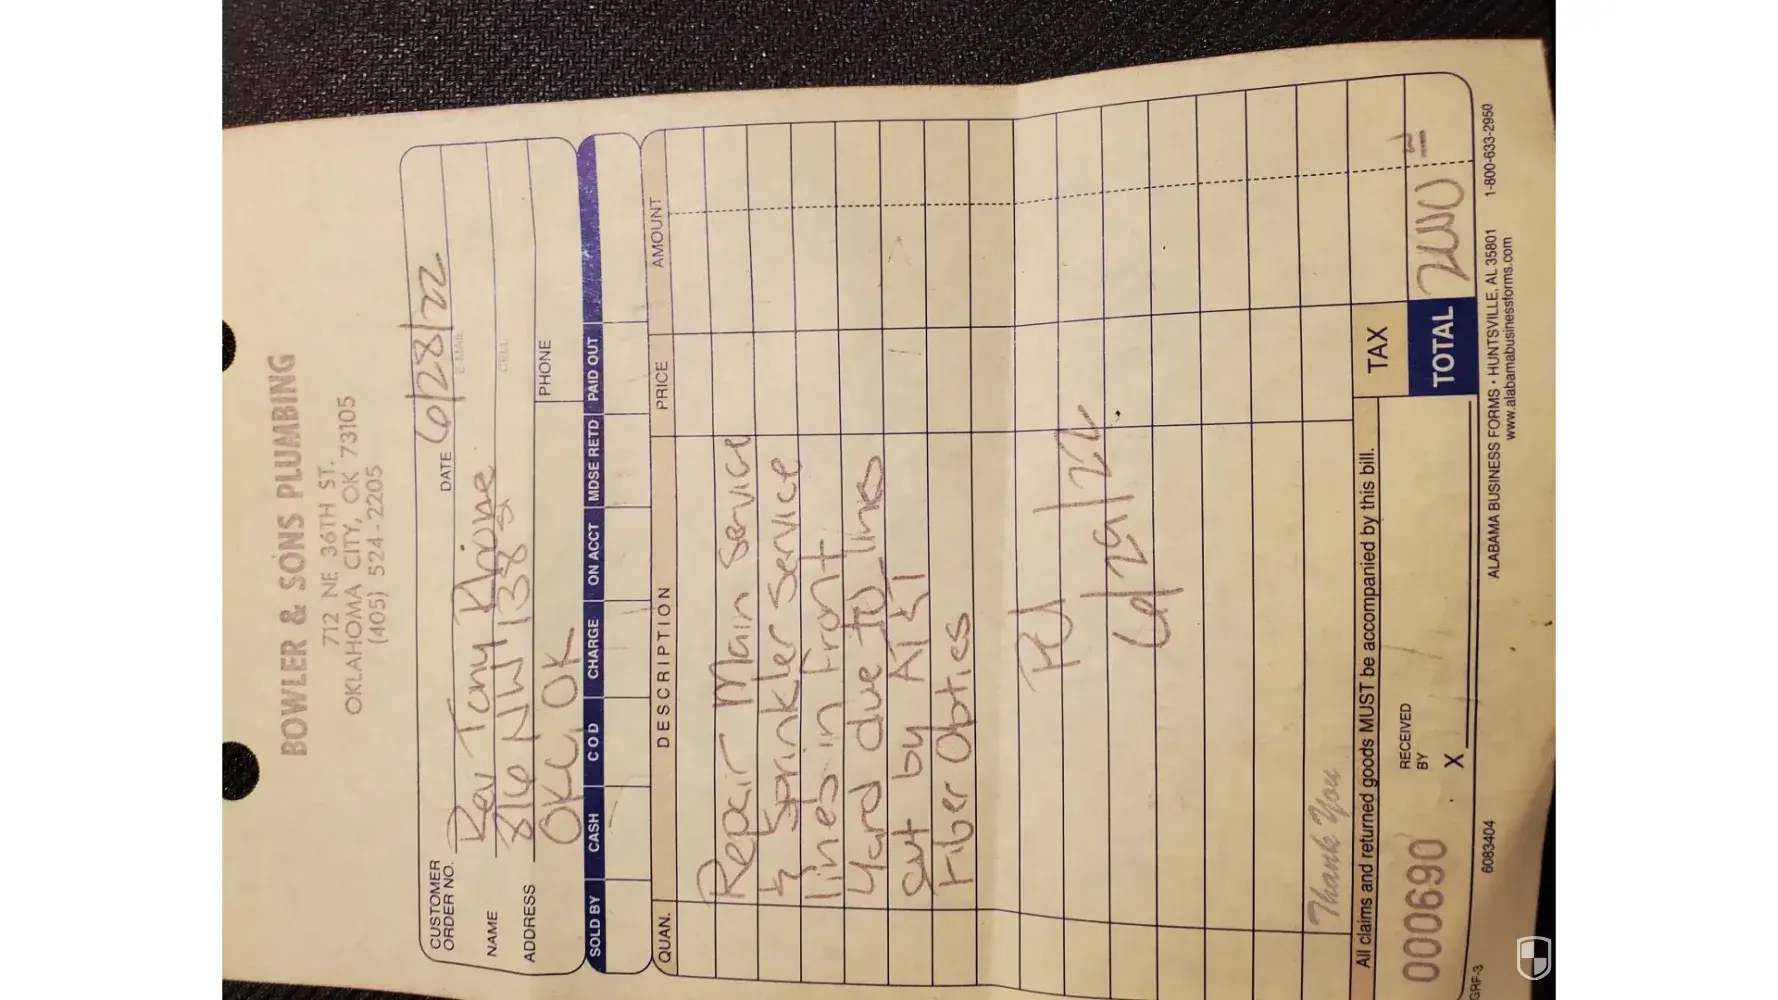 BOWLER & SONS PLUMBING
712 NE 36TH ST.
OKLAHOMA CITY, OK 73105
(405) 524-2205
CUSTOMER ORDER NO.
DATE 6/28/22
NAME Rev Tony
E-MAIL
ADDRESS 816 NW 138 St
CELL
OKC, OK
PHONE
SOLD BY CASH C O D CHARGE ON ACCT MDSE RETD PAID OUT
QUAN. DESCRIPTION PRICE AMOUNT
Repair Main Service
& Sprinkler Service
lines in Front
Yard due to lines
cut by AT&T
Fiber Optics
Pd
6/29/22
Thank You
TAX
All claims and returned goods MUST be accompanied by this bill.
TOTAL
000690
RECEIVED BY
X
6083404
ALABAMA BUSINESS FORMS • HUNTSVILLE, AL 35801 1-800-633-2950
www.alabamabusinessforms.com
GRF-3